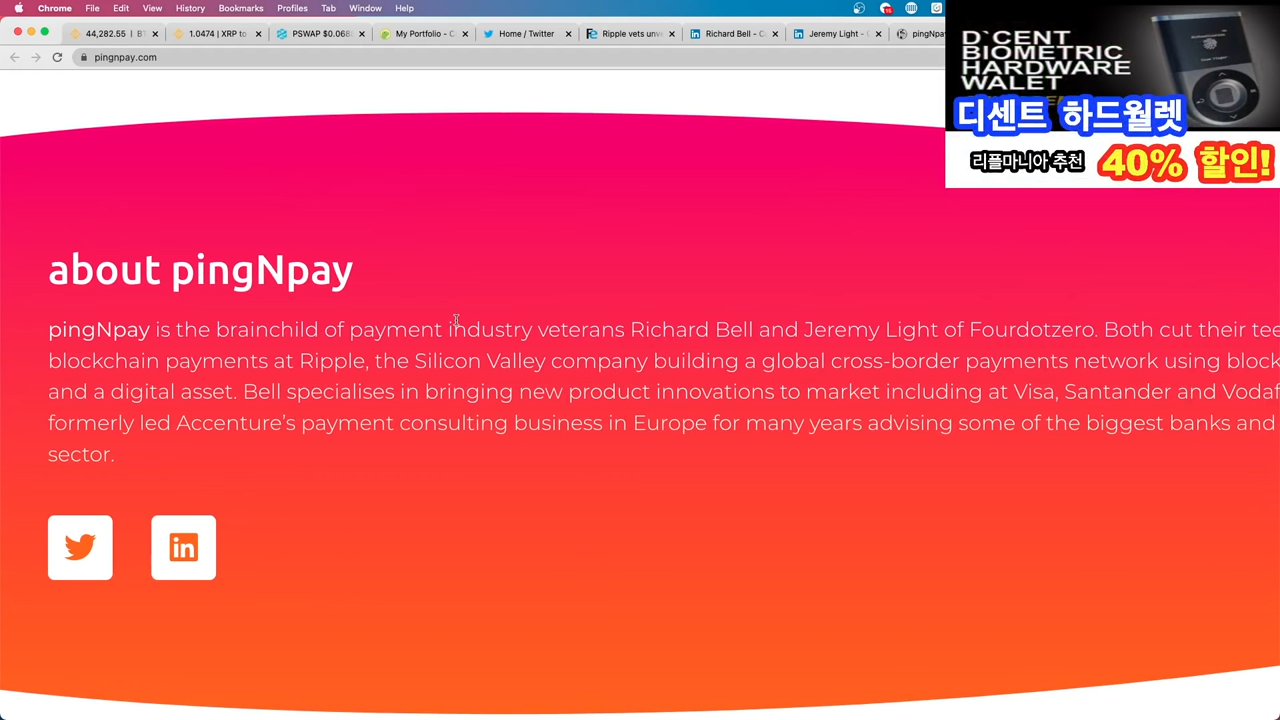 Chrome File Edit View History Bookmarks Profiles Tab Window Help
44,282.55 | BT
1.0474 | XRP to
PSWAP $0.068
My Portfolio - C
Home / Twitter
Ripple vets unv
Richard Bell - C
Jeremy Light - L
pingNpa
pingnpay.com
D`CENT
BIOMETRIC
HARDWARE
WALET
디센트 하드월렛
리플마니아 추천 40% 할인!
about pingNpay
pingNpay is the brainchild of payment industry veterans Richard Bell and Jeremy Light of Fourdotzero. Both cut their tee
blockchain payments at Ripple, the Silicon Valley company building a global cross-border payments network using block
and a digital asset. Bell specialises in bringing new product innovations to market including at Visa, Santander and Vodaf
formerly led Accenture’s payment consulting business in Europe for many years advising some of the biggest banks and
sector.
in